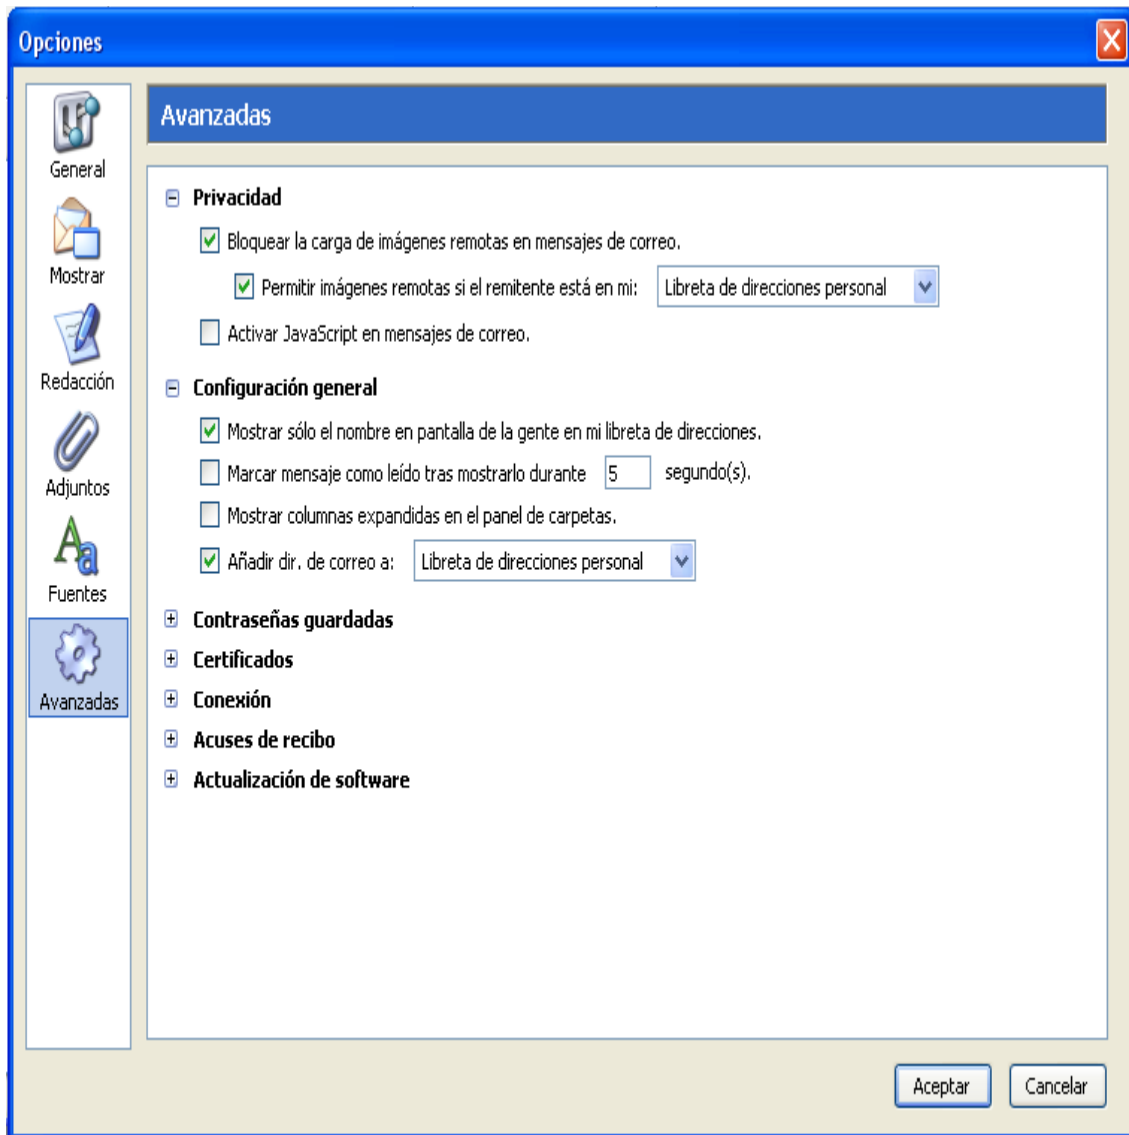 Opciones
General
Mostrar
Redacción
Adjuntos
Fuentes
Avanzadas
Avanzadas
Privacidad
Bloquear la carga de imágenes remotas en mensajes de correo.
Permitir imágenes remotas si el remitente está en mi: Libreta de direcciones personal
Activar JavaScript en mensajes de correo.
Configuración general
Mostrar sólo el nombre en pantalla de la gente en mi libreta de direcciones.
Marcar mensaje como leído tras mostrarlo durante 5 segundo(s).
Mostrar columnas expandidas en el panel de carpetas.
Añadir dir. de correo a: Libreta de direcciones personal
Contraseñas guardadas
Certificados
Conexión
Acuses de recibo
Actualización de software
Aceptar Cancelar